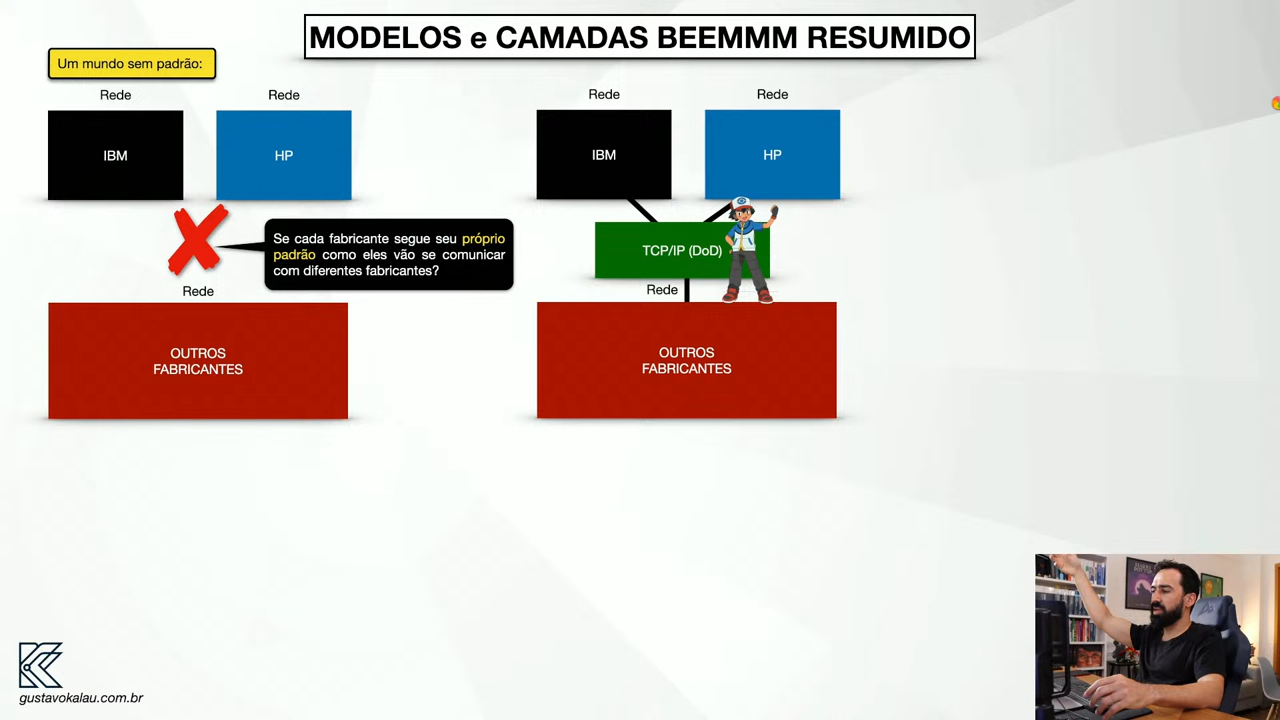 MODELOS e CAMADAS BEEMMM RESUMIDO
Um mundo sem padrão:
Rede
Rede
IBM
HP
Se cada fabricante segue seu próprio
padrão como eles vão se comunicar
com diferentes fabricantes?
Rede
OUTROS
FABRICANTES
Rede
Rede
IBM
HP
TCP/IP (DoD)
Rede
OUTROS
FABRICANTES
gustavokalau.com.br